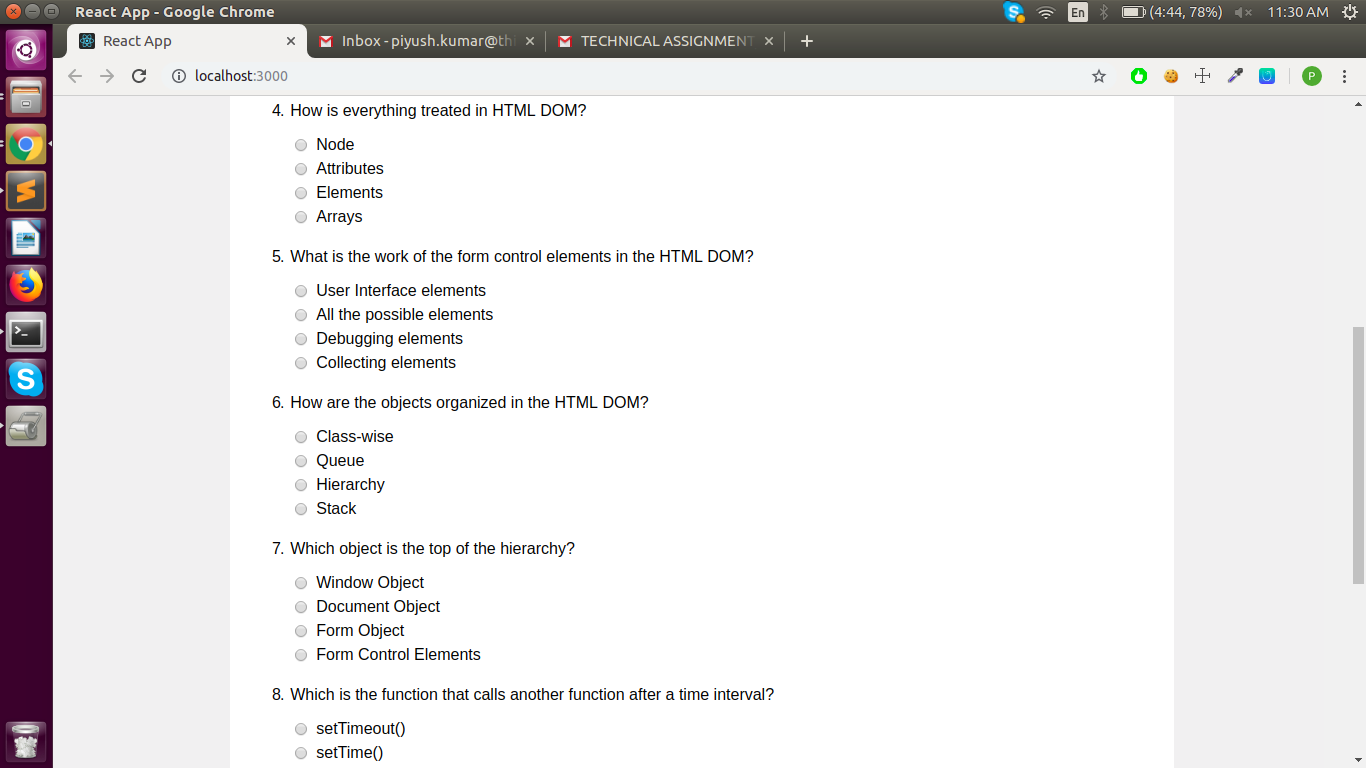 React App - Google Chrome
En
(4:44, 78%)
11:30 AM
React App
Inbox - piyush.kumar@th
TECHNICAL ASSIGNMENT
localhost:3000
P
4. How is everything treated in HTML DOM?
Node
Attributes
Elements
Arrays
5. What is the work of the form control elements in the HTML DOM?
User Interface elements
All the possible elements
Debugging elements
Collecting elements
6. How are the objects organized in the HTML DOM?
Class-wise
Queue
Hierarchy
Stack
7. Which object is the top of the hierarchy?
Window Object
Document Object
Form Object
Form Control Elements
8. Which is the function that calls another function after a time interval?
setTimeout()
setTime()